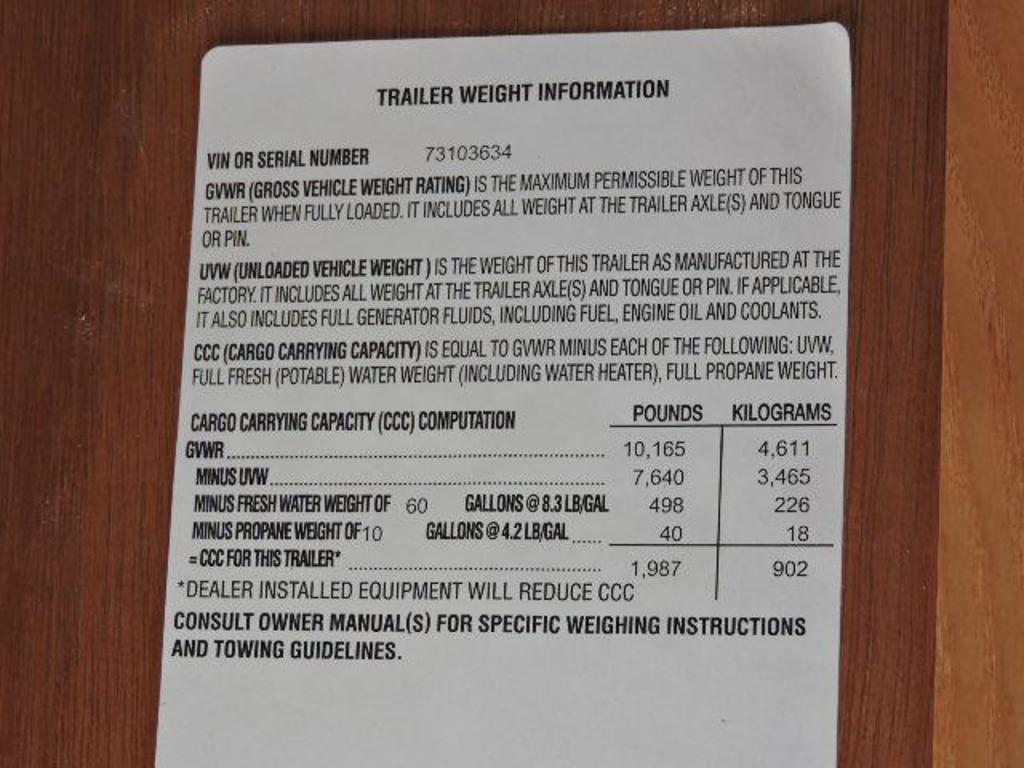 TRAILER WEIGHT INFORMATION
VIN OR SERIAL NUMBER 73103634
GVWR (GROSS VEHICLE WEIGHT RATING) IS THE MAXIMUM PERMISSIBLE WEIGHT OF THIS
TRAILER WHEN FULLY LOADED. IT INCLUDES ALL WEIGHT AT THE TRAILER AXLE(S) AND TONGUE
OR PIN.
UVW (UNLOADED VEHICLE WEIGHT ) IS THE WEIGHT OF THIS TRAILER AS MANUFACTURED AT THE
FACTORY. IT INCLUDES ALL WEIGHT AT THE TRAILER AXLE(S) AND TONGUE OR PIN. IF APPLICABLE,
IT ALSO INCLUDES FULL GENERATOR FLUIDS, INCLUDING FUEL, ENGINE OIL AND COOLANTS.
CCC (CARGO CARRYING CAPACITY) IS EQUAL TO GVWR MINUS EACH OF THE FOLLOWING: UVW,
FULL FRESH (POTABLE) WATER WEIGHT (INCLUDING WATER HEATER), FULL PROPANE WEIGHT.
CARGO CARRYING CAPACITY (CCC) COMPUTATION POUNDS KILOGRAMS
GVWR 10,165 4,611
MINUS UVW 7,640 3,465
MINUS FRESH WATER WEIGHT OF 60 GALLONS @ 8.3 LB/GAL 498 226
MINUS PROPANE WEIGHT OF 10 GALLONS @ 4.2 LB/GAL 40 18
= CCC FOR THIS TRAILER* 1,987 902
*DEALER INSTALLED EQUIPMENT WILL REDUCE CCC
CONSULT OWNER MANUAL(S) FOR SPECIFIC WEIGHING INSTRUCTIONS
AND TOWING GUIDELINES.